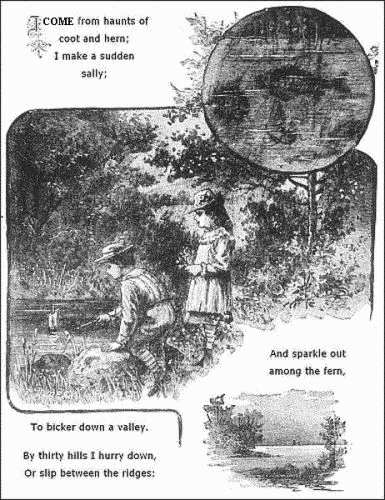 I COME from haunts of
coot and hern;
I make a sudden
sally;
And sparkle out
among the fern,
To bicker down a valley.
By thirty hills I hurry down,
Or slip between the ridges: